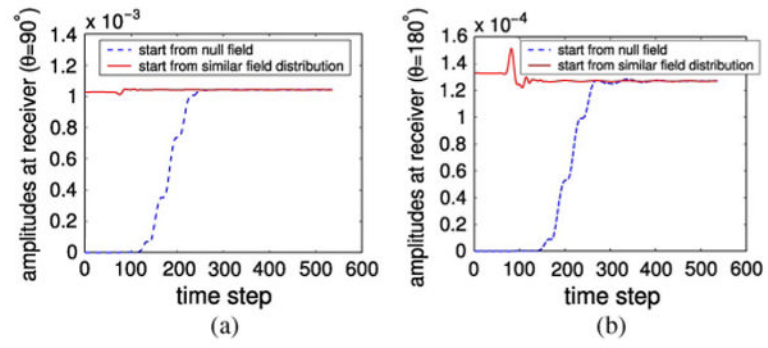 x 10⁻³
1.4
1.2
1
0.8
0.6
0.4
0.2
0
amplitudes at receiver (θ=90°)
start from null field
start from similar field distribution
0 100 200 300 400 500 600
time step
(a)
x 10⁻⁴
1.6
1.4
1.2
1
0.8
0.6
0.4
0.2
0
amplitudes at receiver (θ=180°)
start from null field
start from similar field distribution
0 100 200 300 400 500 600
time step
(b)